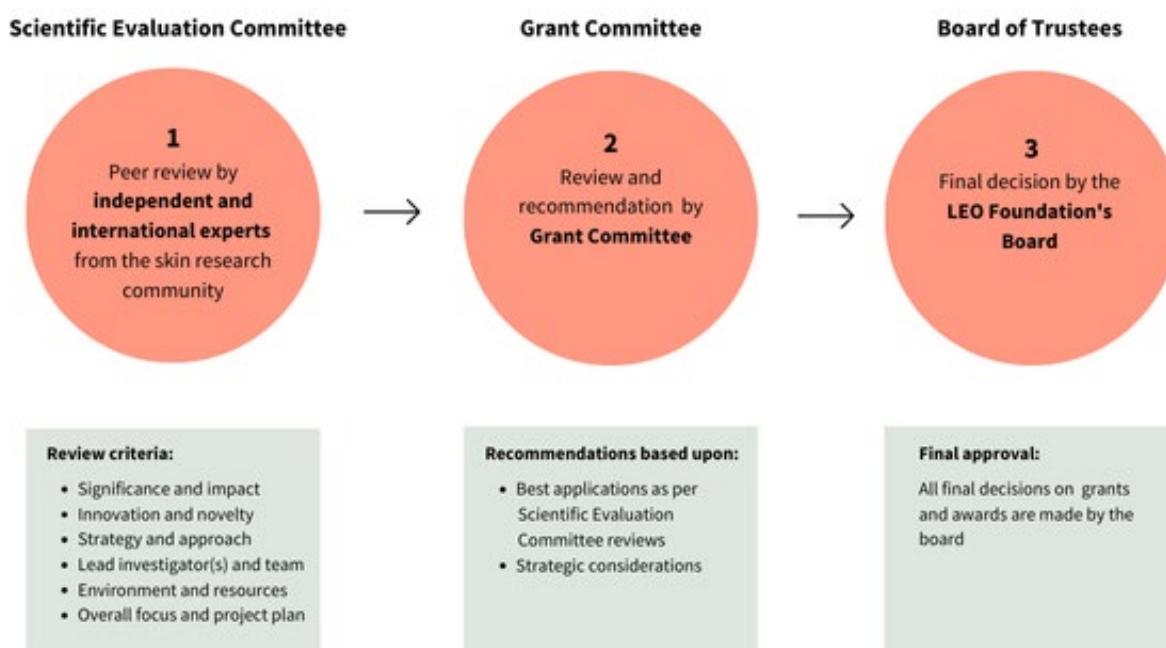 Scientific Evaluation Committee
Grant Committee
Board of Trustees
1
Peer review by
independent and
international experts
from the skin research
community
2
Review and
recommendation by
Grant Committee
3
Final decision by the
LEO Foundation's
Board
Review criteria:
• Significance and impact
• Innovation and novelty
• Strategy and approach
• Lead investigator(s) and team
• Environment and resources
• Overall focus and project plan
Recommendations based upon:
• Best applications as per
Scientific Evaluation
Committee reviews
• Strategic considerations
Final approval:
All final decisions on grants
and awards are made by the
board